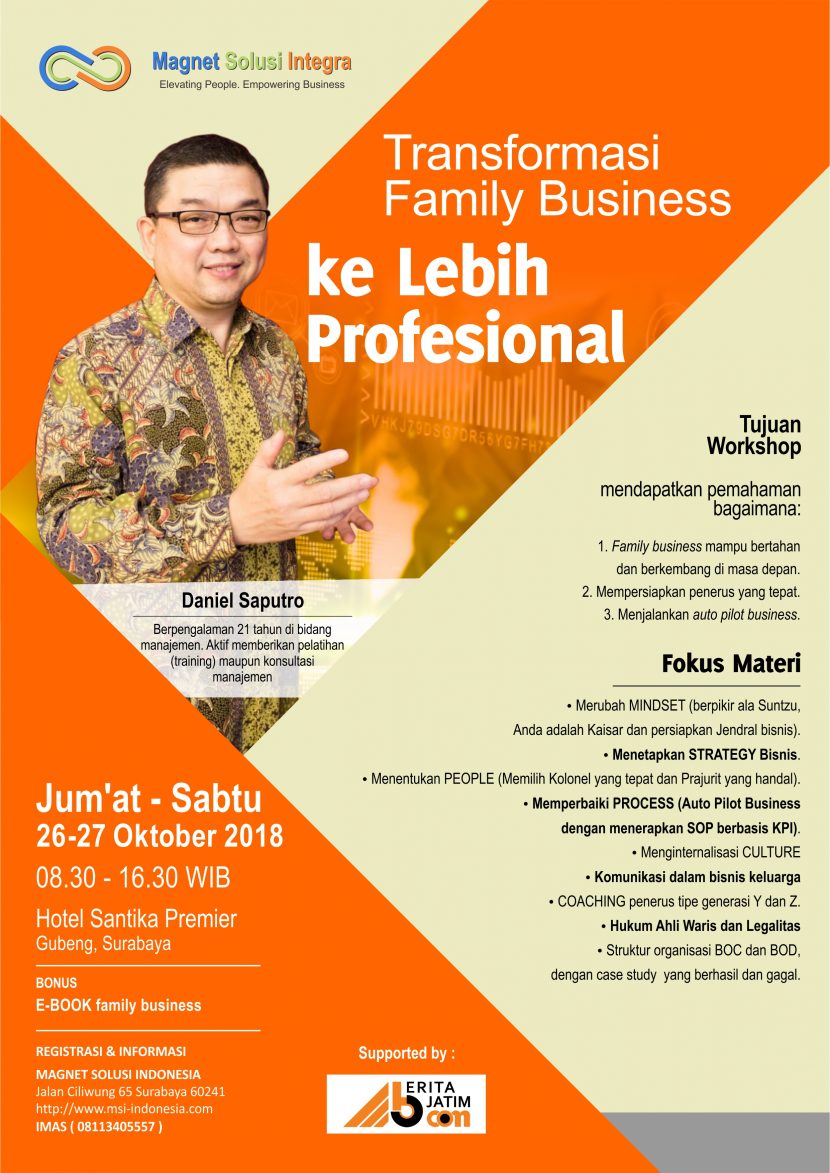 Magnet Solusi Integra
Elevating People. Empowering Business
Transformasi
Family Business
ke Lebih
Profesional
Tujuan
Workshop
mendapatkan pemahaman
bagaimana:
1. Family business mampu bertahan
dan berkembang di masa depan.
2. Mempersiapkan penerus yang tepat.
3. Menjalankan auto pilot business.
Fokus Materi
• Merubah MINDSET (berpikir ala Suntzu,
Anda adalah Kaisar dan persiapkan Jendral bisnis).
• Menetapkan STRATEGY Bisnis.
• Menentukan PEOPLE (Memilih Kolonel yang tepat dan Prajurit yang handal).
• Memperbaiki PROCESS (Auto Pilot Business
dengan menerapkan SOP berbasis KPI).
• Menginternalisasi CULTURE
• Komunikasi dalam bisnis keluarga
• COACHING penerus tipe generasi Y dan Z.
• Hukum Ahli Waris dan Legalitas
• Struktur organisasi BOC dan BOD,
dengan case study yang berhasil dan gagal.
Daniel Saputro
Berpengalaman 21 tahun di bidang
manajemen. Aktif memberikan pelatihan
(training) maupun konsultasi
manajemen
Jum'at - Sabtu
26-27 Oktober 2018
08.30 - 16.30 WIB
Hotel Santika Premier
Gubeng, Surabaya
BONUS
E-BOOK family business
REGISTRASI & INFORMASI
MAGNET SOLUSI INDONESIA
Jalan Ciliwung 65 Surabaya 60241
http://www.msi-indonesia.com
IMAS ( 08113405557 )
Supported by :
BERITA
JATIM
com